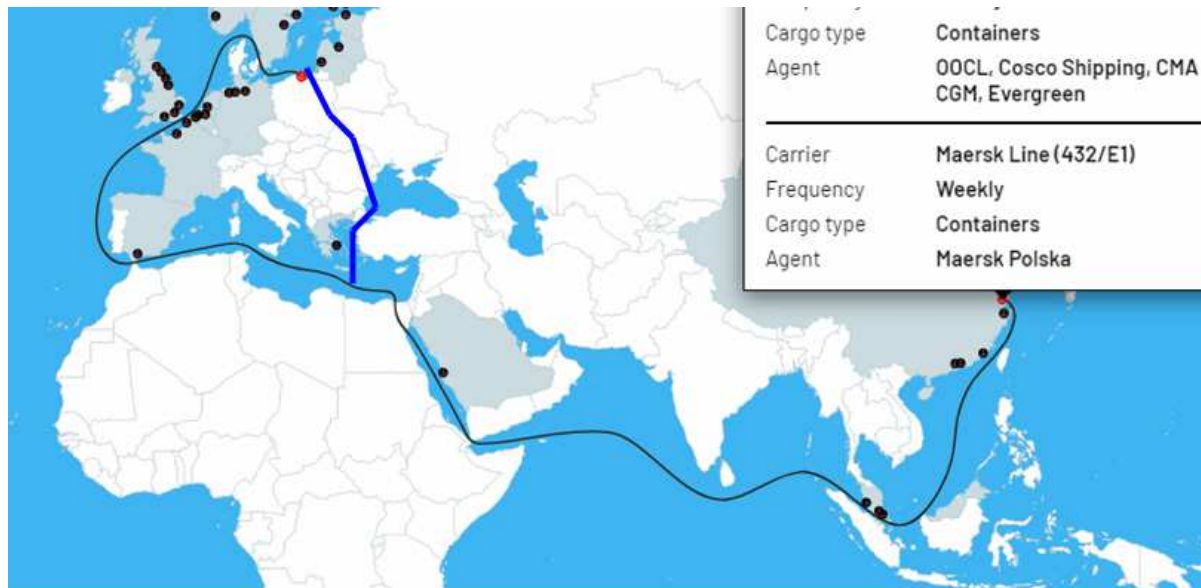 Cargo type Containers
Agent OOCL, Cosco Shipping, CMA
CGM, Evergreen
Carrier Maersk Line (432/E1)
Frequency Weekly
Cargo type Containers
Agent Maersk Polska